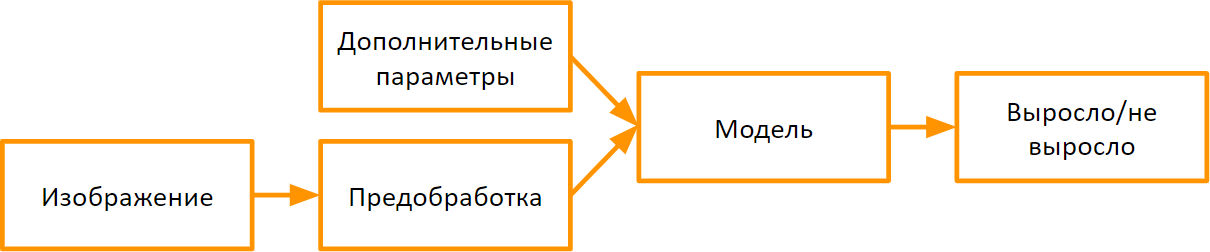 Дополнительные
параметры
Изображение
Предобработка
Модель
Выросло/не
выросло